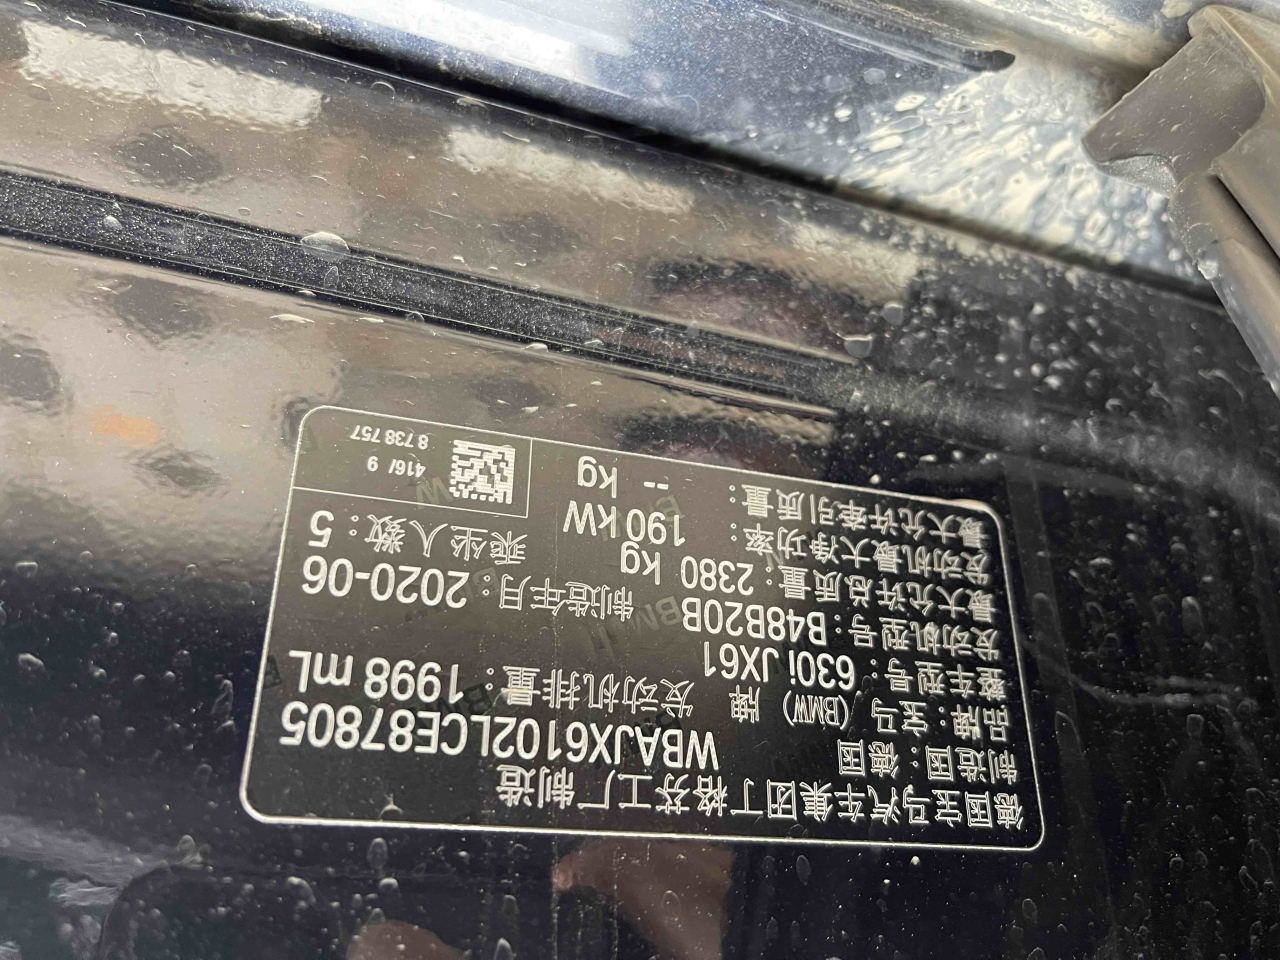 德国宝马汽车集团丁格芬工厂制造
制造国：德国 WBAJX6102LCE87805
品牌：宝马（BMW）牌 发动机排量：1998 mL
整车型号：630i JX61
发动机型号：B48B20B 制造年月：2020-06
最大允许总质量：2380 kg
发动机最大净功率：190 kW 乘坐人数：5
最大允许牵引质量：-- kg
416/ 9
8 738 757